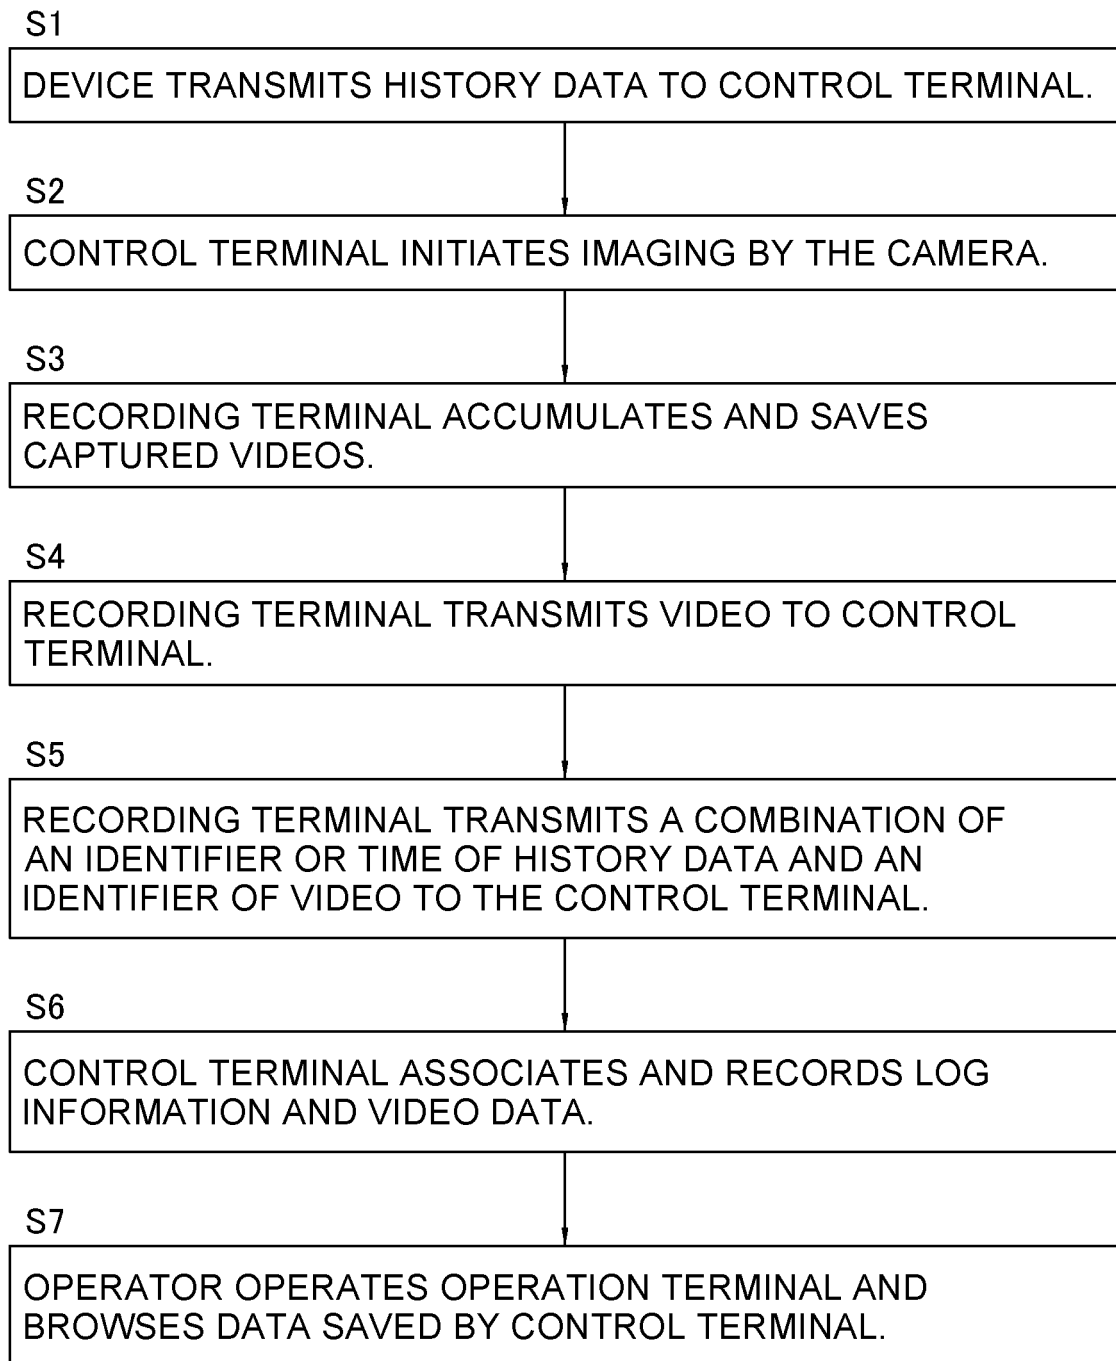 S1
DEVICE TRANSMITS HISTORY DATA TO CONTROL TERMINAL.
S2
CONTROL TERMINAL INITIATES IMAGING BY THE CAMERA.
S3
RECORDING TERMINAL ACCUMULATES AND SAVES
CAPTURED VIDEOS.
S4
RECORDING TERMINAL TRANSMITS VIDEO TO CONTROL
TERMINAL.
S5
RECORDING TERMINAL TRANSMITS A COMBINATION OF
AN IDENTIFIER OR TIME OF HISTORY DATA AND AN
IDENTIFIER OF VIDEO TO THE CONTROL TERMINAL.
S6
CONTROL TERMINAL ASSOCIATES AND RECORDS LOG
INFORMATION AND VIDEO DATA.
S7
OPERATOR OPERATES OPERATION TERMINAL AND
BROWSES DATA SAVED BY CONTROL TERMINAL.